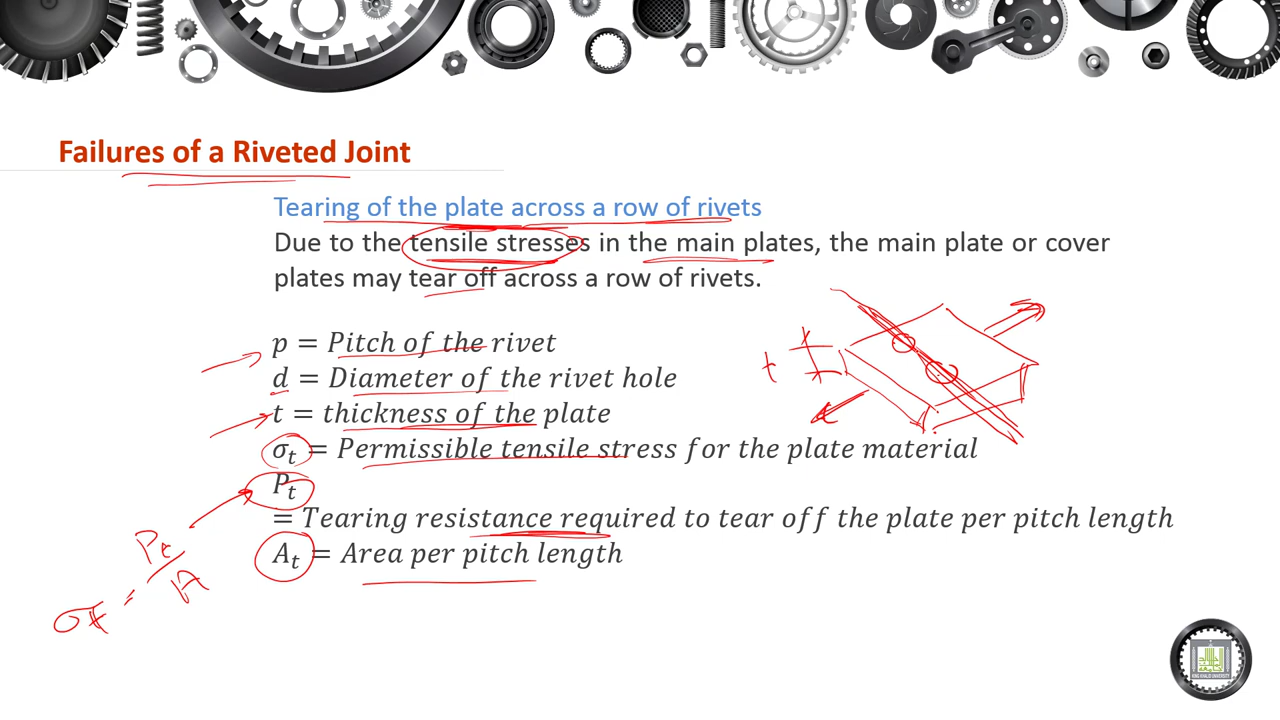 Failures of a Riveted Joint
Tearing of the plate across a row of rivets
Due to the tensile stresses in the main plates, the main plate or cover
plates may tear off across a row of rivets.
p = Pitch of the rivet
d = Diameter of the rivet hole
t = thickness of the plate
σt = Permissible tensile stress for the plate material
Pt
= Tearing resistance required to tear off the plate per pitch length
At = Area per pitch length
t
σt = Pt / A
KING KHALID UNIVERSITY